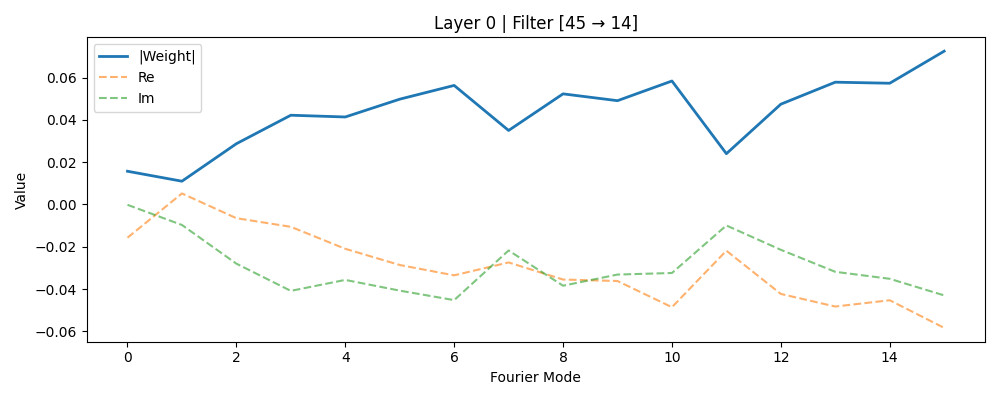 Layer 0 | Filter [45 → 14]
|Weight|
Re
Im
Value
0.06
0.04
0.02
0.00
−0.02
−0.04
−0.06
0 2 4 6 8 10 12 14
Fourier Mode